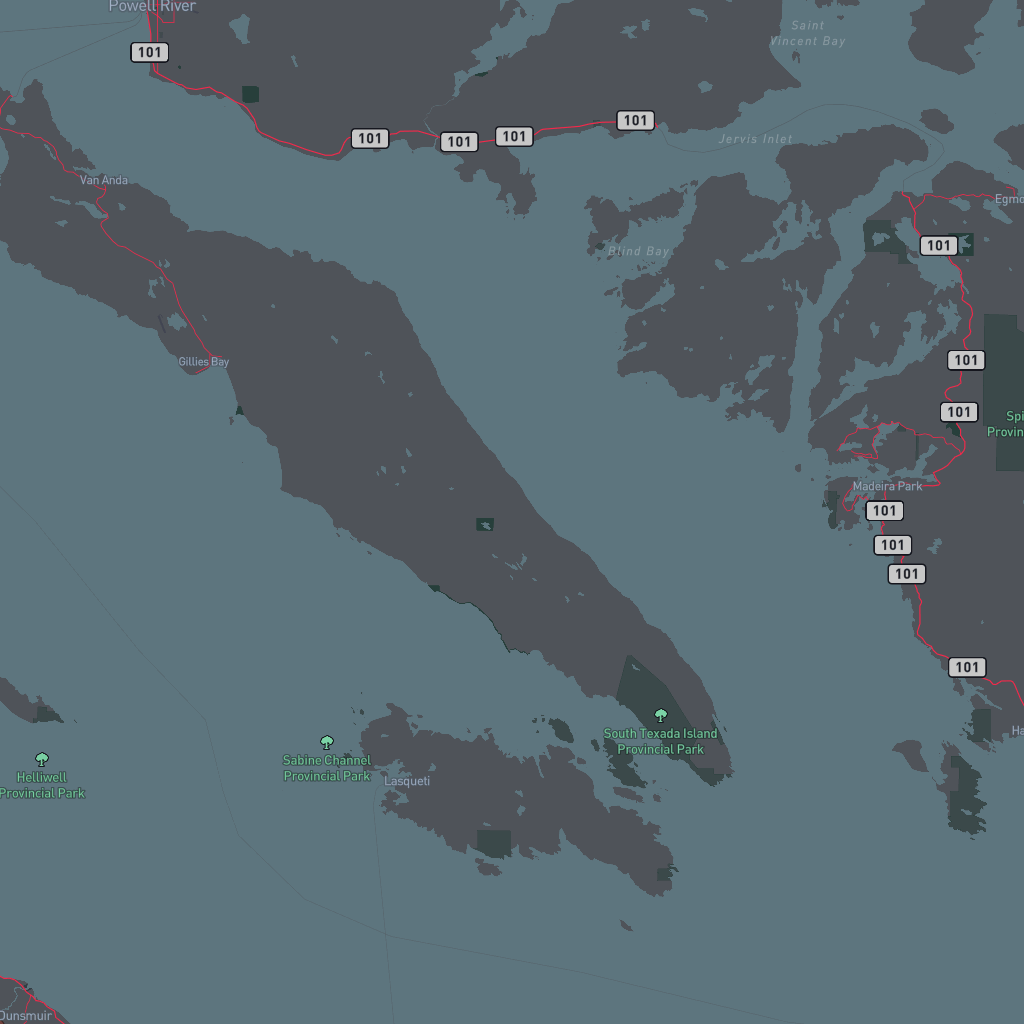 Powell River
Saint
Vincent Bay
101
101
101
101
101
Jervis Inlet
Van Anda
Egmo
Blind Bay
101
Gillies Bay
101
101
Spi
Provin
Madeira Park
101
101
101
101
South Texada Island
Provincial Park
Ha
Sabine Channel
Provincial Park
Helliwell
Provincial Park
Lasqueti
Dunsmuir